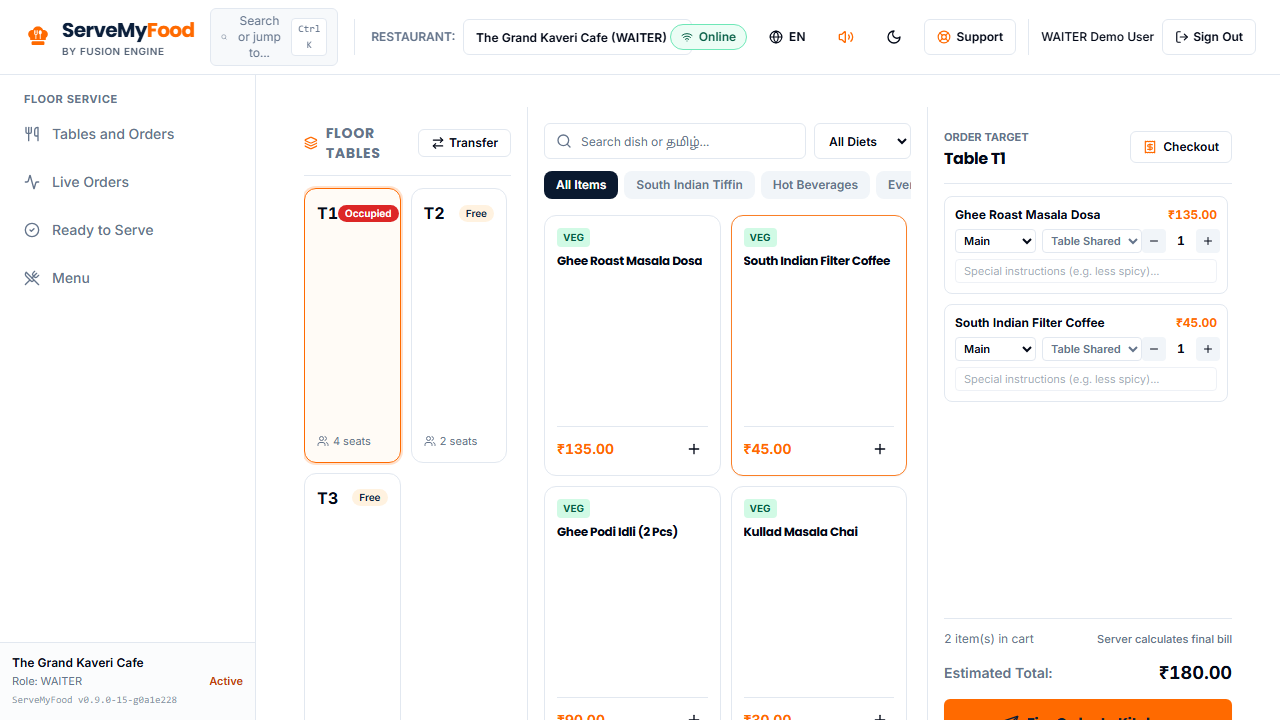 ServeMyFood
BY FUSION ENGINE
Search or jump to...
Ctrl K
RESTAURANT:
The Grand Kaveri Cafe (WAITER)
Online
EN
Support
WAITER Demo User
Sign Out
FLOOR SERVICE
Tables and Orders
Live Orders
Ready to Serve
Menu
The Grand Kaveri Cafe
Role: WAITER
Active
ServeMyFood v0.9.0-15-g0a1e228
FLOOR TABLES
Transfer
T1
Occupied
4 seats
T2
Free
2 seats
T3
Free
Search dish or தமிழ்...
All Diets
All Items
South Indian Tiffin
Hot Beverages
VEG
Ghee Roast Masala Dosa
₹135.00
VEG
South Indian Filter Coffee
₹45.00
VEG
Ghee Podi Idli (2 Pcs)
₹90.00
VEG
Kullad Masala Chai
₹30.00
ORDER TARGET
Table T1
Checkout
Ghee Roast Masala Dosa
₹135.00
Main
Table Shared
1
Special instructions (e.g. less spicy)...
South Indian Filter Coffee
₹45.00
Main
Table Shared
1
Special instructions (e.g. less spicy)...
2 item(s) in cart
Server calculates final bill
Estimated Total:
₹180.00